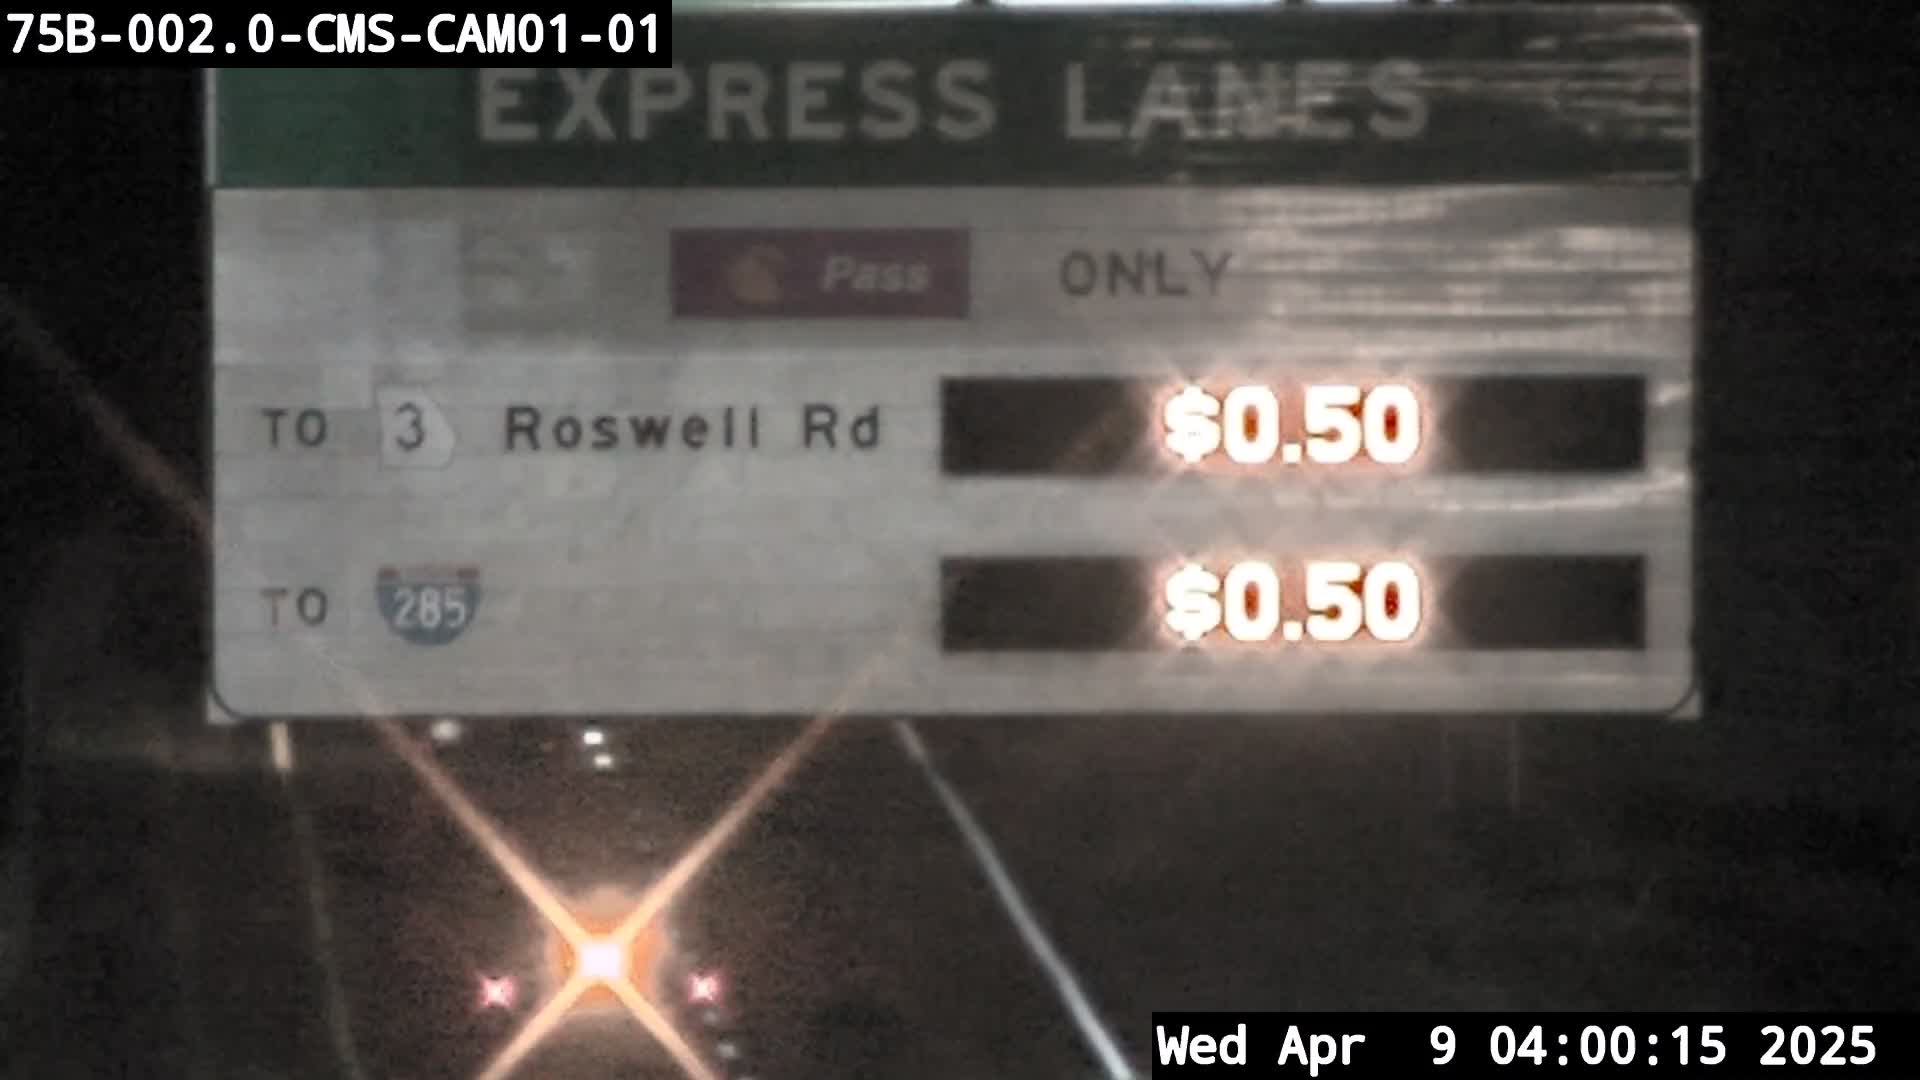 75B-002.0-CMS-CAM01-01
EXPRESS LANES
Pass ONLY
TO 3 Roswell Rd $0.50
TO 285 $0.50
Wed Apr 9 04:00:15 2025